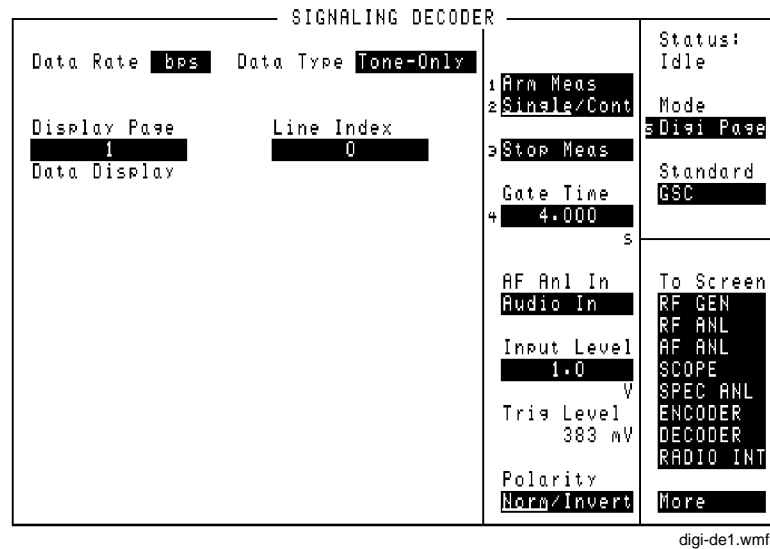 SIGNALING DECODER
Data Rate bps Data Type Tone-Only
Display Page Line Index
1 0
Data Display
1 Arm Meas
2 Single/Cont
3 Stop Meas
Gate Time
4 4.000
s
AF Anl In
Audio In
Input Level
1.0
V
Trig Level
383 mV
Polarity
Norm/Invert
Status:
Idle
Mode
5 Digi Page
Standard
GSC
To Screen
RF GEN
RF ANL
AF ANL
SCOPE
SPEC ANL
ENCODER
DECODER
RADIO INT
More
digi-de1.wmf